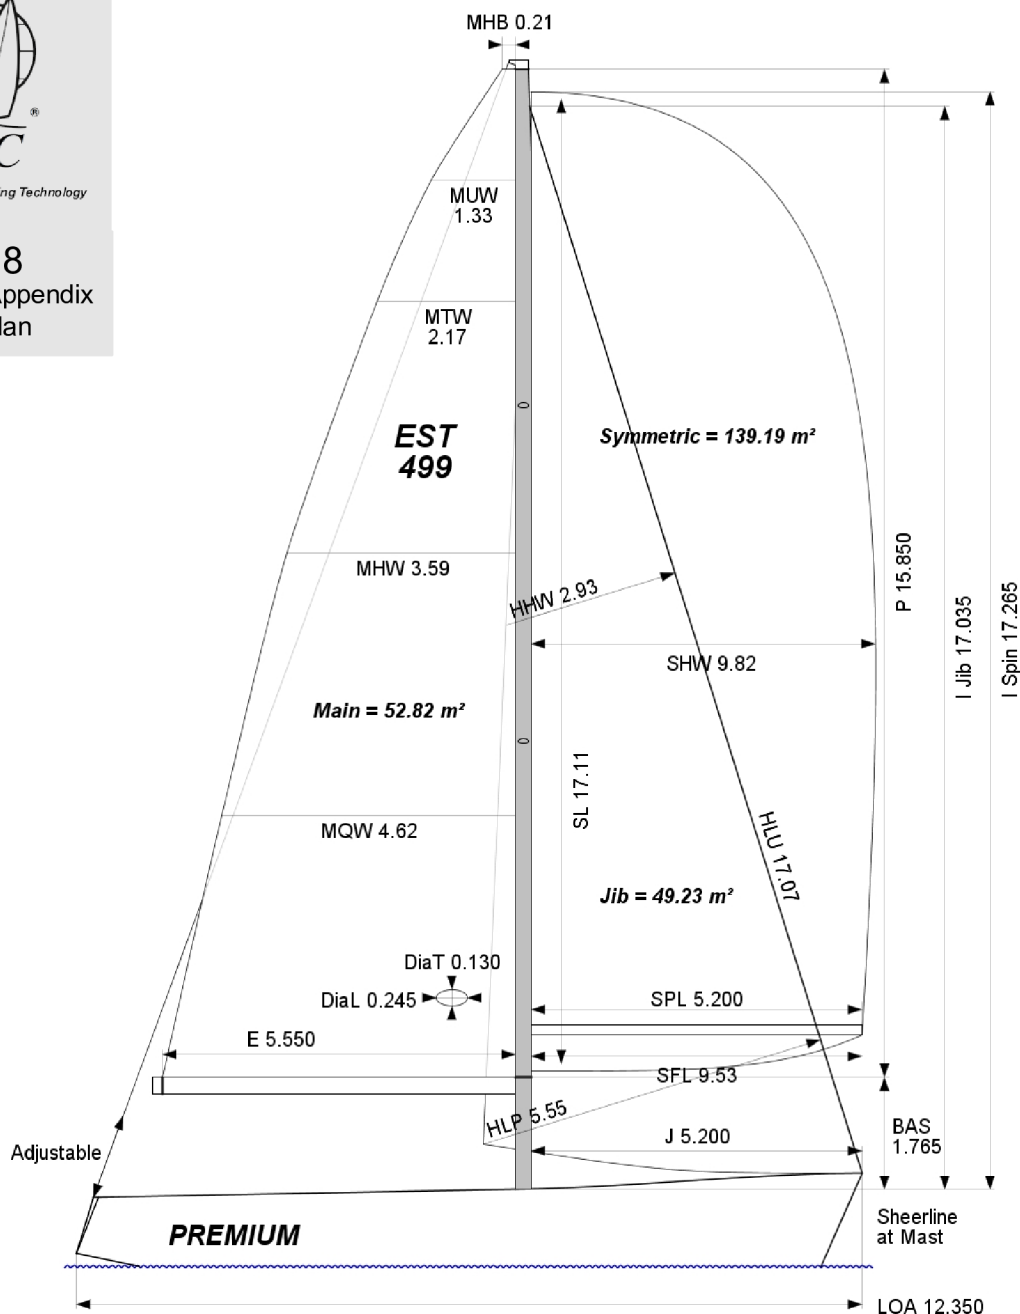 MHB 0.21
®
C
ng Technology
8
ppendix
lan
MUW
1.33
MTW
2.17
EST
499
Symmetric = 139.19 m²
P 15.850
I Jib 17.035
I Spin 17.265
MHW 3.59
HHW 2.93
SHW 9.82
Main = 52.82 m²
SL 17.11
MQW 4.62
HLU 17.07
Jib = 49.23 m²
DiaT 0.130
DiaL 0.245
SPL 5.200
E 5.550
SFL 9.53
HLP 5.55
J 5.200
BAS
1.765
Adjustable
PREMIUM
Sheerline
at Mast
LOA 12.350